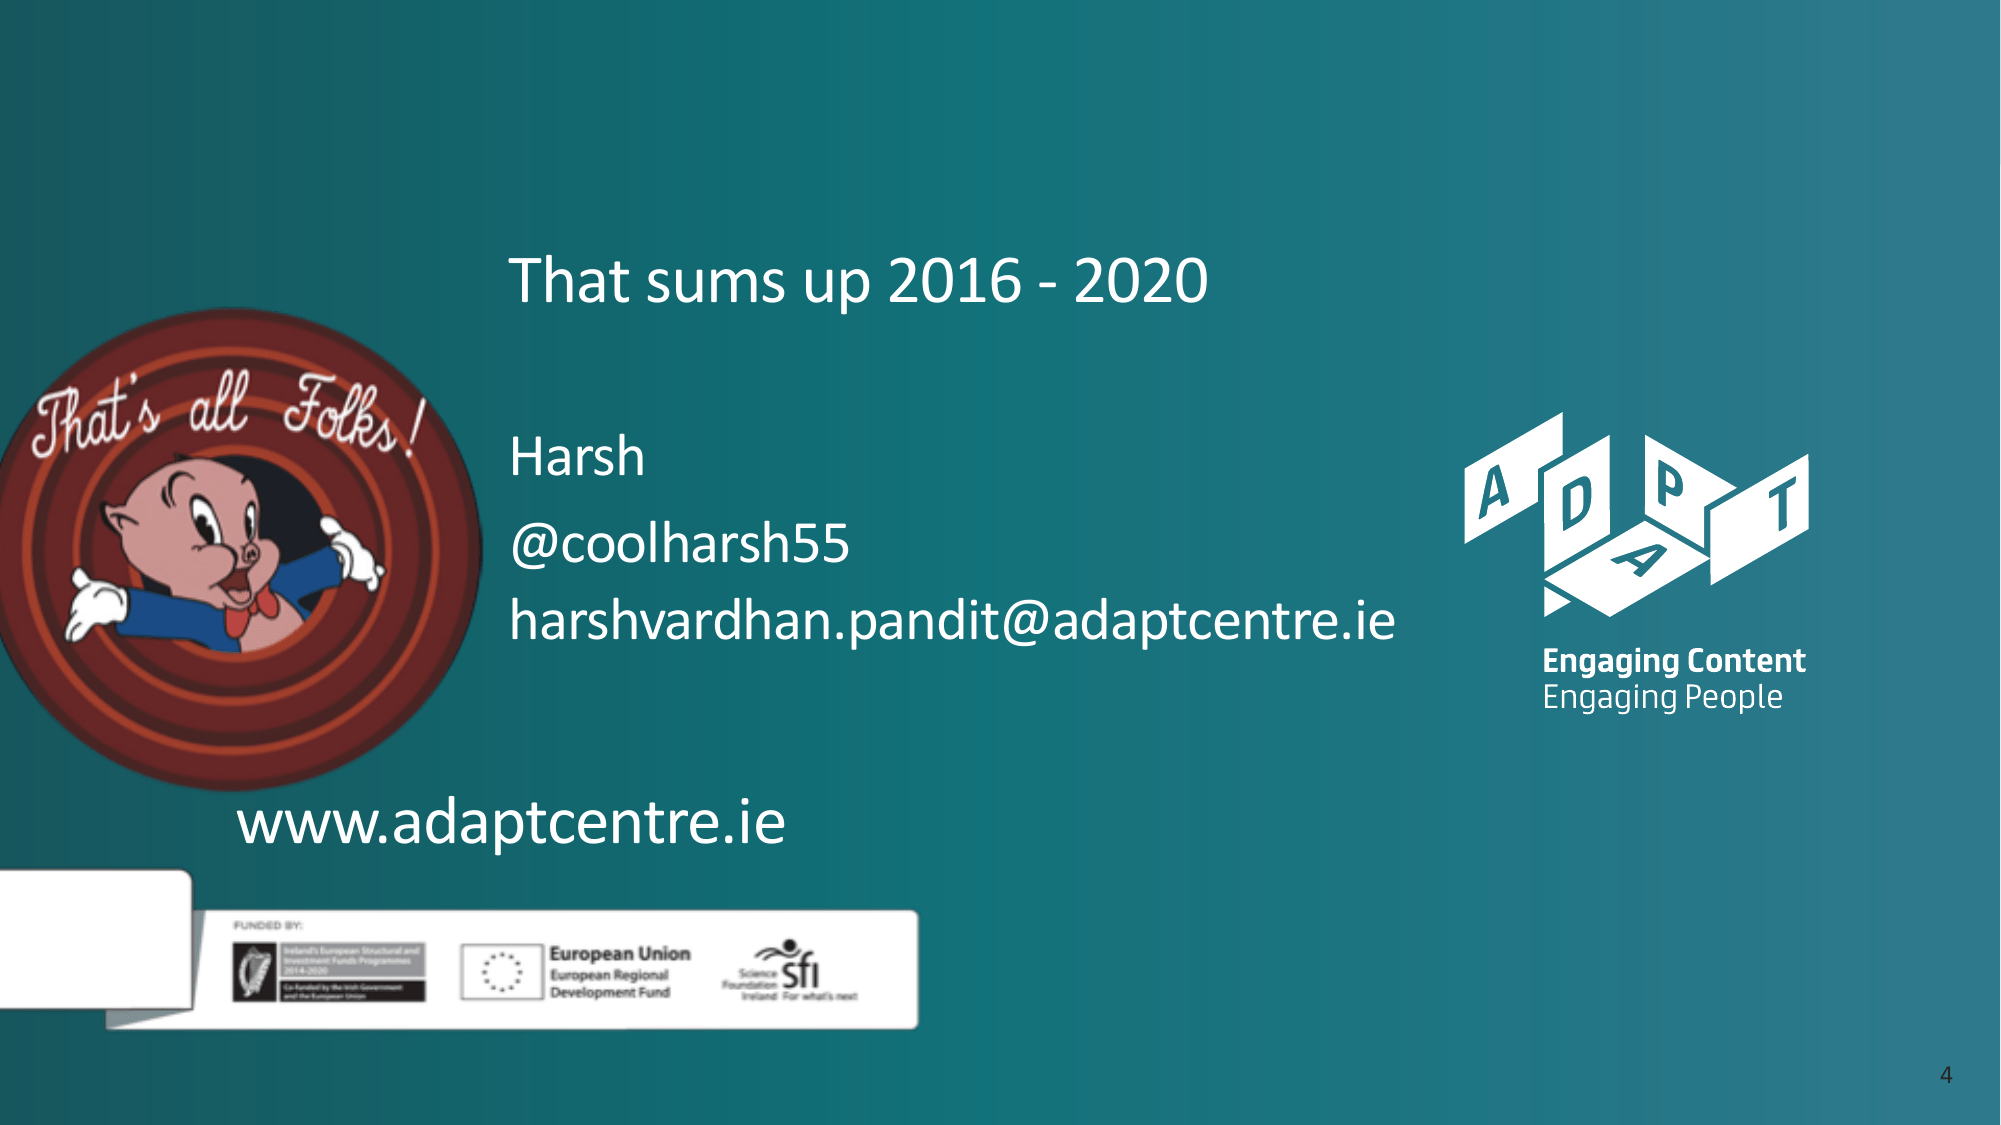 That sums up 2016 - 2020
That's all Folks!
Harsh
@coolharsh55
harshvardhan.pandit@adaptcentre.ie
A D A P T
Engaging Content
Engaging People
www.adaptcentre.ie
FUNDED BY:
Ireland's European Structural and
Investment Funds Programmes
2014-2020
Co-funded by the Irish Government
and the European Union
European Union
European Regional
Development Fund
Science
Foundation
Ireland
sfi
For what's next
4